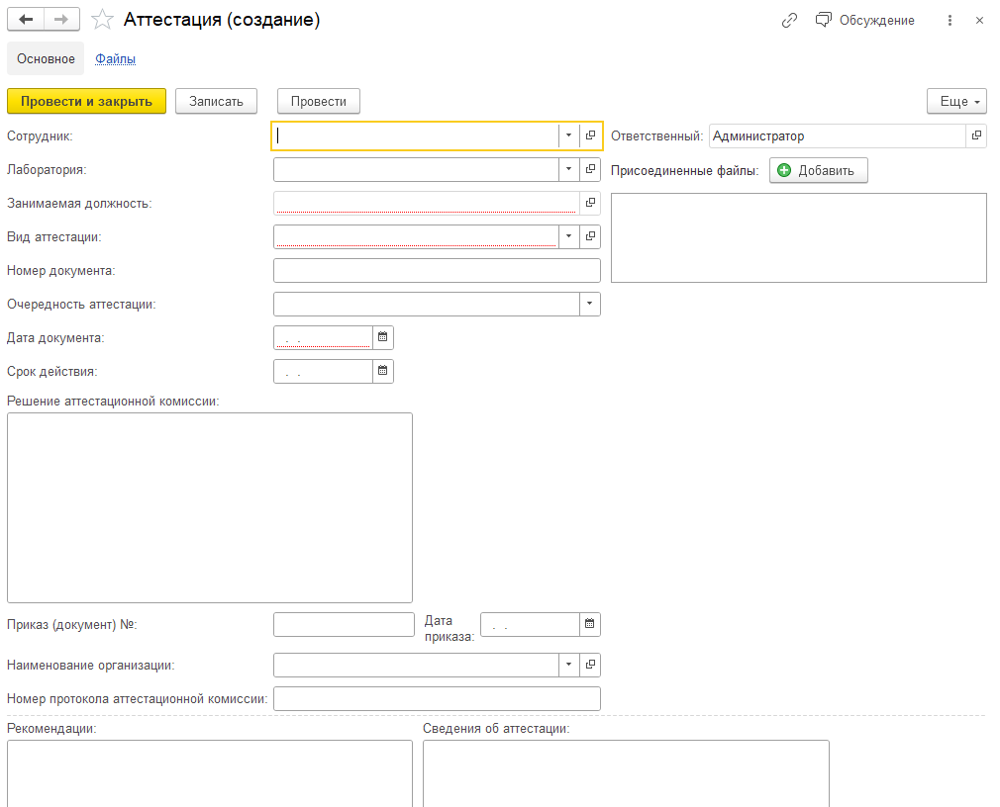 Аттестация (создание)
Обсуждение
Основное Файлы
Провести и закрыть Записать Провести Еще
Сотрудник: Ответственный: Администратор
Лаборатория: Присоединенные файлы: Добавить
Занимаемая должность:
Вид аттестации:
Номер документа:
Очередность аттестации:
Дата документа: . .
Срок действия: . .
Решение аттестационной комиссии:
Приказ (документ) №: Дата приказа: . .
Наименование организации:
Номер протокола аттестационной комиссии:
Рекомендации: Сведения об аттестации: